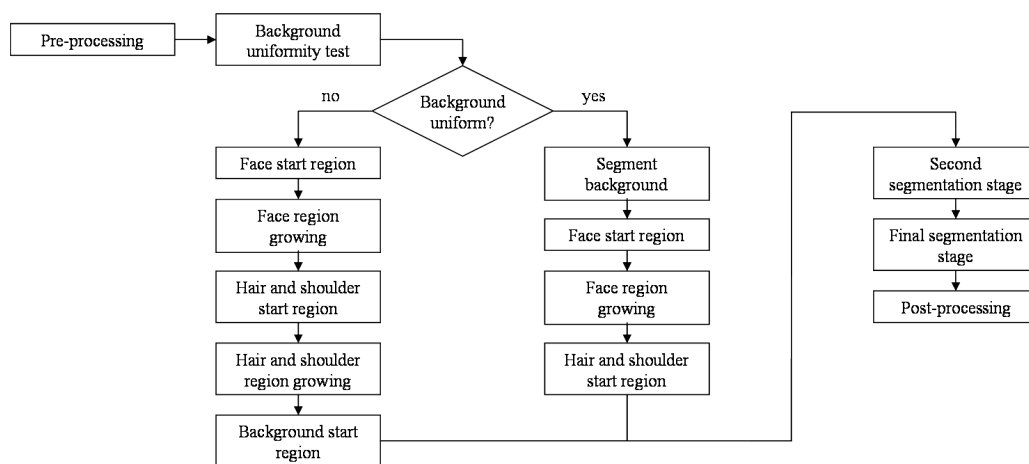 Pre-processing
Background
uniformity test
Background
uniform?
no
yes
Face start region
Face region
growing
Hair and shoulder
start region
Hair and shoulder
region growing
Background start
region
Segment
background
Face start region
Face region
growing
Hair and shoulder
start region
Second
segmentation stage
Final segmentation
stage
Post-processing